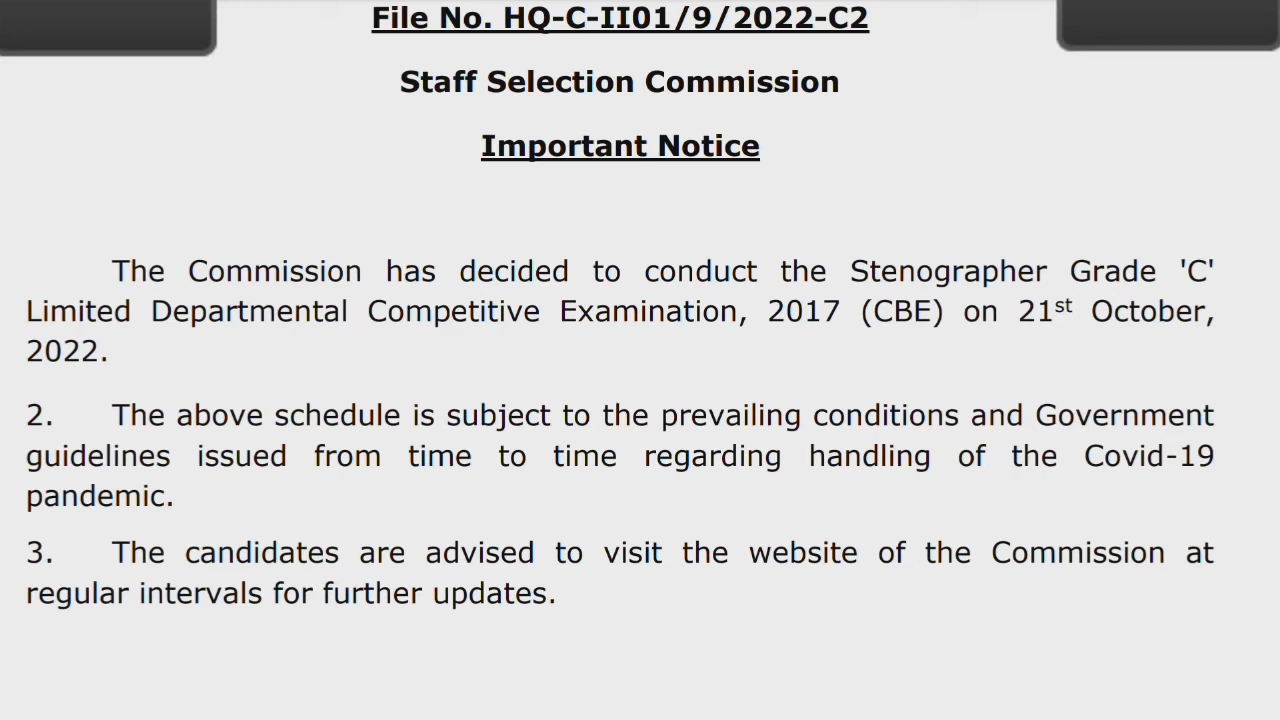 File No. HQ-C-II01/9/2022-C2
Staff Selection Commission
Important Notice
The Commission has decided to conduct the Stenographer Grade 'C'
Limited Departmental Competitive Examination, 2017 (CBE) on 21st October,
2022.
2. The above schedule is subject to the prevailing conditions and Government
guidelines issued from time to time regarding handling of the Covid-19
pandemic.
3. The candidates are advised to visit the website of the Commission at
regular intervals for further updates.